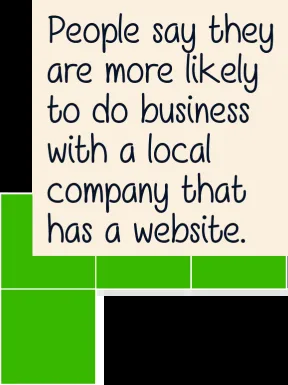 People say they
are more likely
to do business
with a local
company that
has a website.